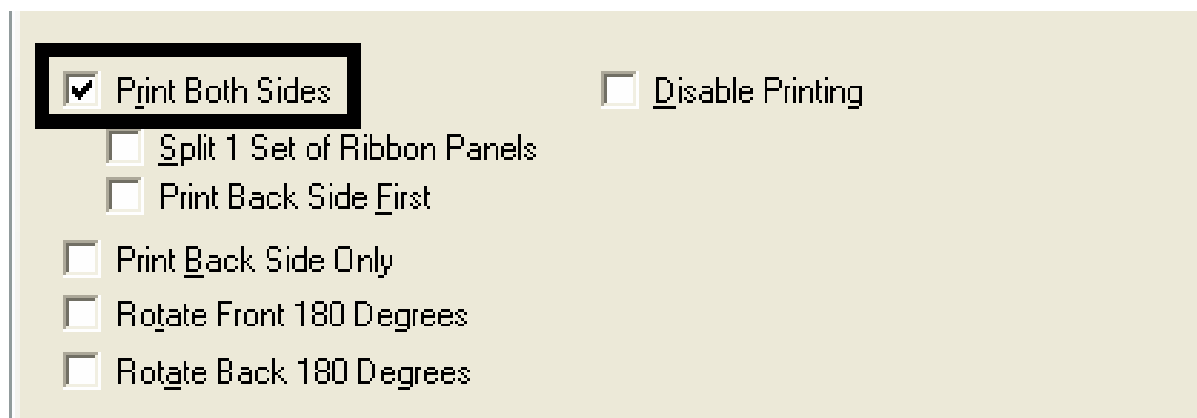 Print Both Sides
Disable Printing
Split 1 Set of Ribbon Panels
Print Back Side First
Print Back Side Only
Rotate Front 180 Degrees
Rotate Back 180 Degrees